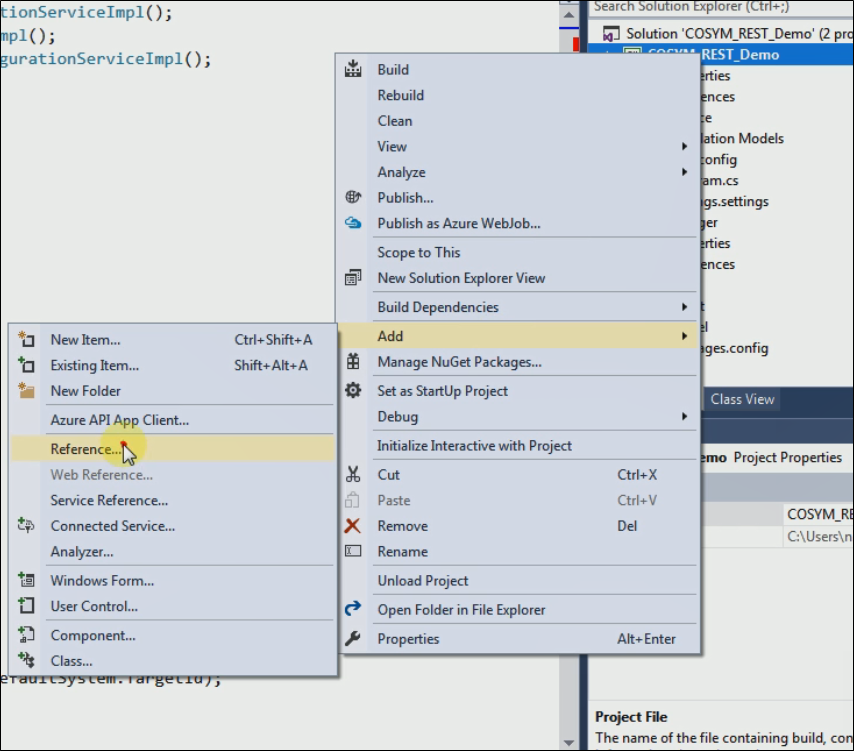 tionServiceImpl();
mpl();
gurationServiceImpl();
Search Solution Explorer (Ctrl+;)
Solution 'COSYM_REST_Demo' (2 pro
COSYM_REST_Demo
erties
ences
ce
lation Models
config
am.cs
ngs.settings
ger
erties
ences
t
el
ages.config
Build
Rebuild
Clean
View
Analyze
Publish...
Publish as Azure WebJob...
Scope to This
New Solution Explorer View
Build Dependencies
Add
Manage NuGet Packages...
Set as StartUp Project
Debug
Initialize Interactive with Project
Cut Ctrl+X
Paste Ctrl+V
Remove Del
Rename
Unload Project
Open Folder in File Explorer
Properties Alt+Enter
New Item... Ctrl+Shift+A
Existing Item... Shift+Alt+A
New Folder
Azure API App Client...
Reference...
Web Reference...
Service Reference...
Connected Service...
Analyzer...
Windows Form...
User Control...
Component...
Class...
efaultSystem.TargetId);
Class View
emo Project Properties
COSYM_RE
C:\Users\n
Project File
The name of the file containing build, con